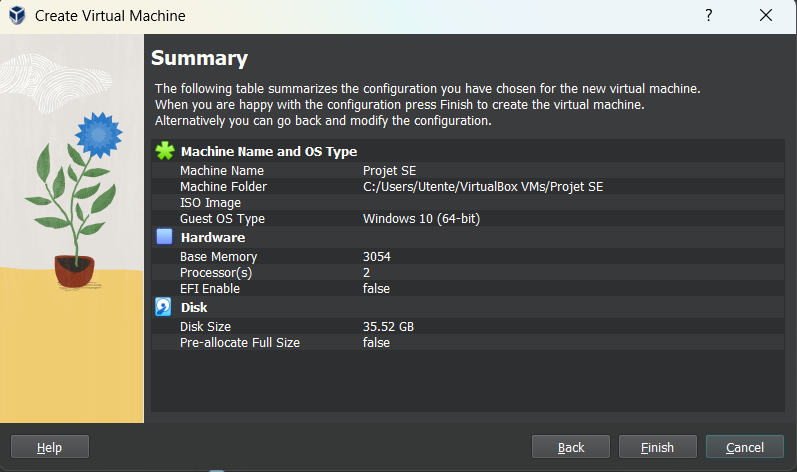 Create Virtual Machine
?
Summary
The following table summarizes the configuration you have chosen for the new virtual machine.
When you are happy with the configuration press Finish to create the virtual machine.
Alternatively you can go back and modify the configuration.
Machine Name and OS Type
Machine Name Projet SE
Machine Folder C:/Users/Utente/VirtualBox VMs/Projet SE
ISO Image
Guest OS Type Windows 10 (64-bit)
Hardware
Base Memory 3054
Processor(s) 2
EFI Enable false
Disk
Disk Size 35.52 GB
Pre-allocate Full Size false
Help Back Finish Cancel